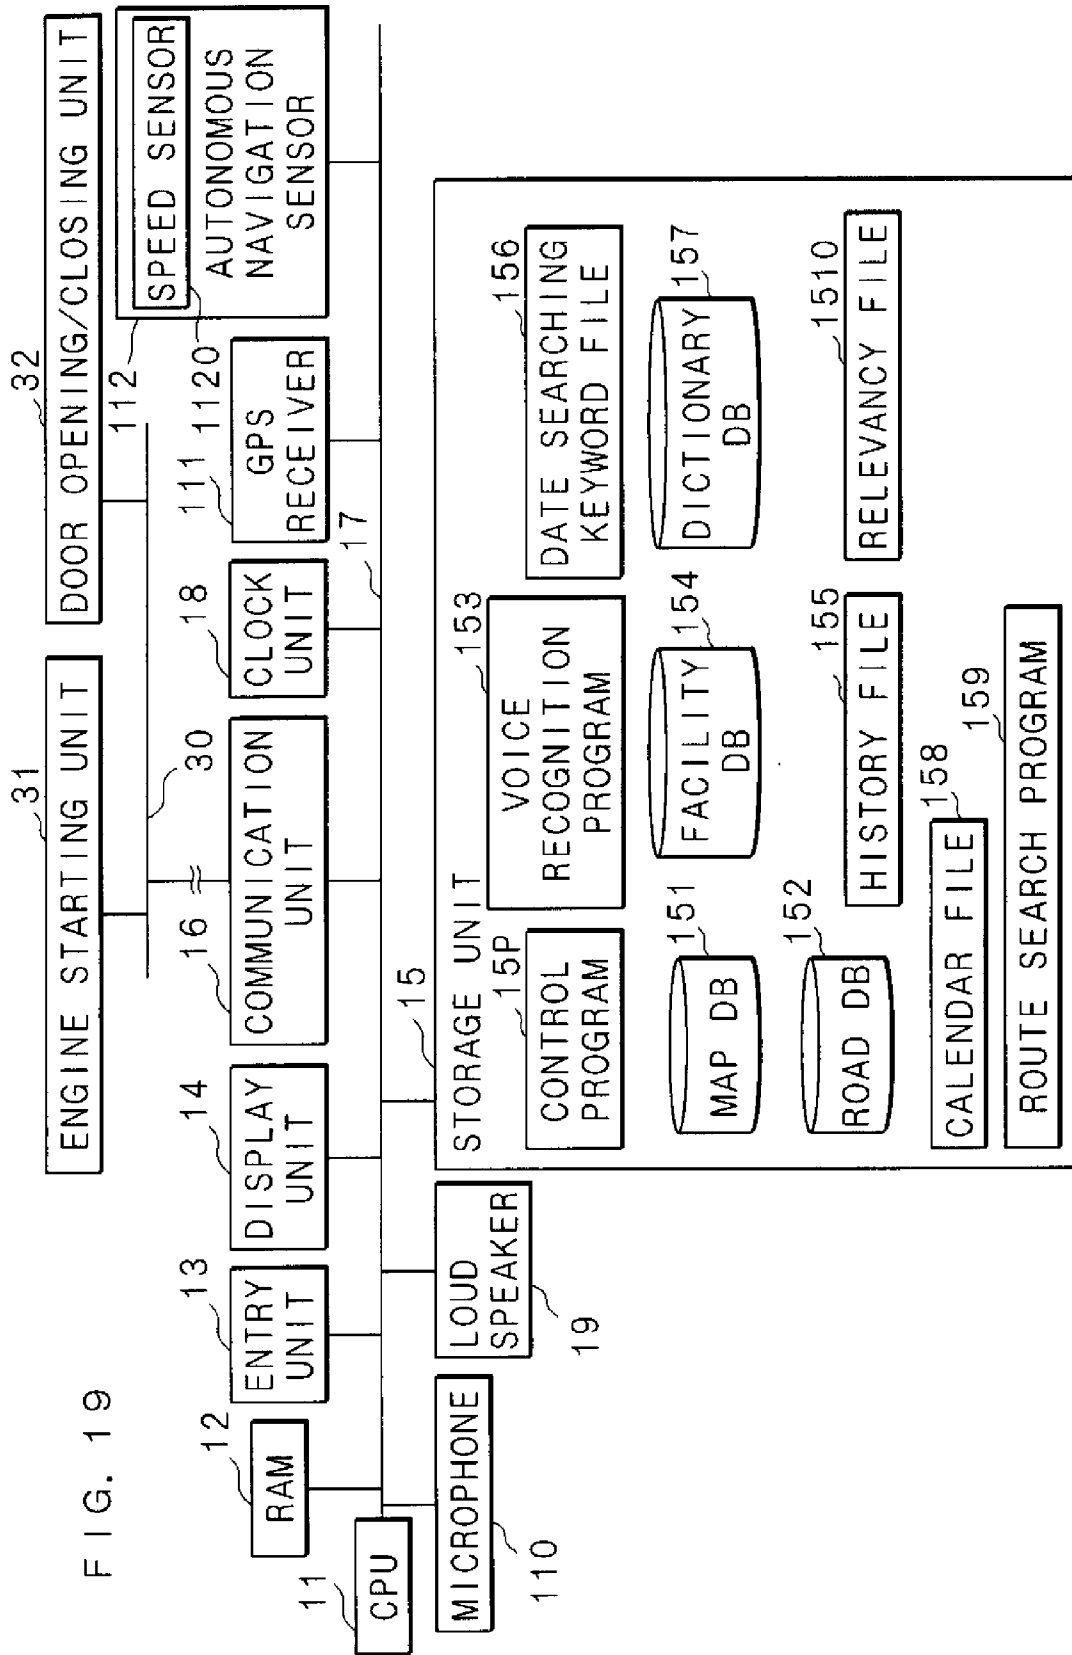 FIG. 19
ENGINE STARTING UNIT
31
DOOR OPENING/CLOSING UNIT
32
30
11
CPU
12
RAM
13
ENTRY
UNIT
14
DISPLAY
UNIT
16
COMMUNICATION
UNIT
18
CLOCK
UNIT
111
GPS
RECEIVER
112
1120
SPEED SENSOR
AUTONOMOUS
NAVIGATION
SENSOR
17
MICROPHONE
110
LOUD
SPEAKER
19
15
STORAGE UNIT
15P
CONTROL
PROGRAM
153
VOICE
RECOGNITION
PROGRAM
156
DATE SEARCHING
KEYWORD FILE
151
MAP DB
154
FACILITY
DB
157
DICTIONARY
DB
152
ROAD DB
155
HISTORY FILE
1510
RELEVANCY FILE
158
CALENDAR FILE
159
ROUTE SEARCH PROGRAM